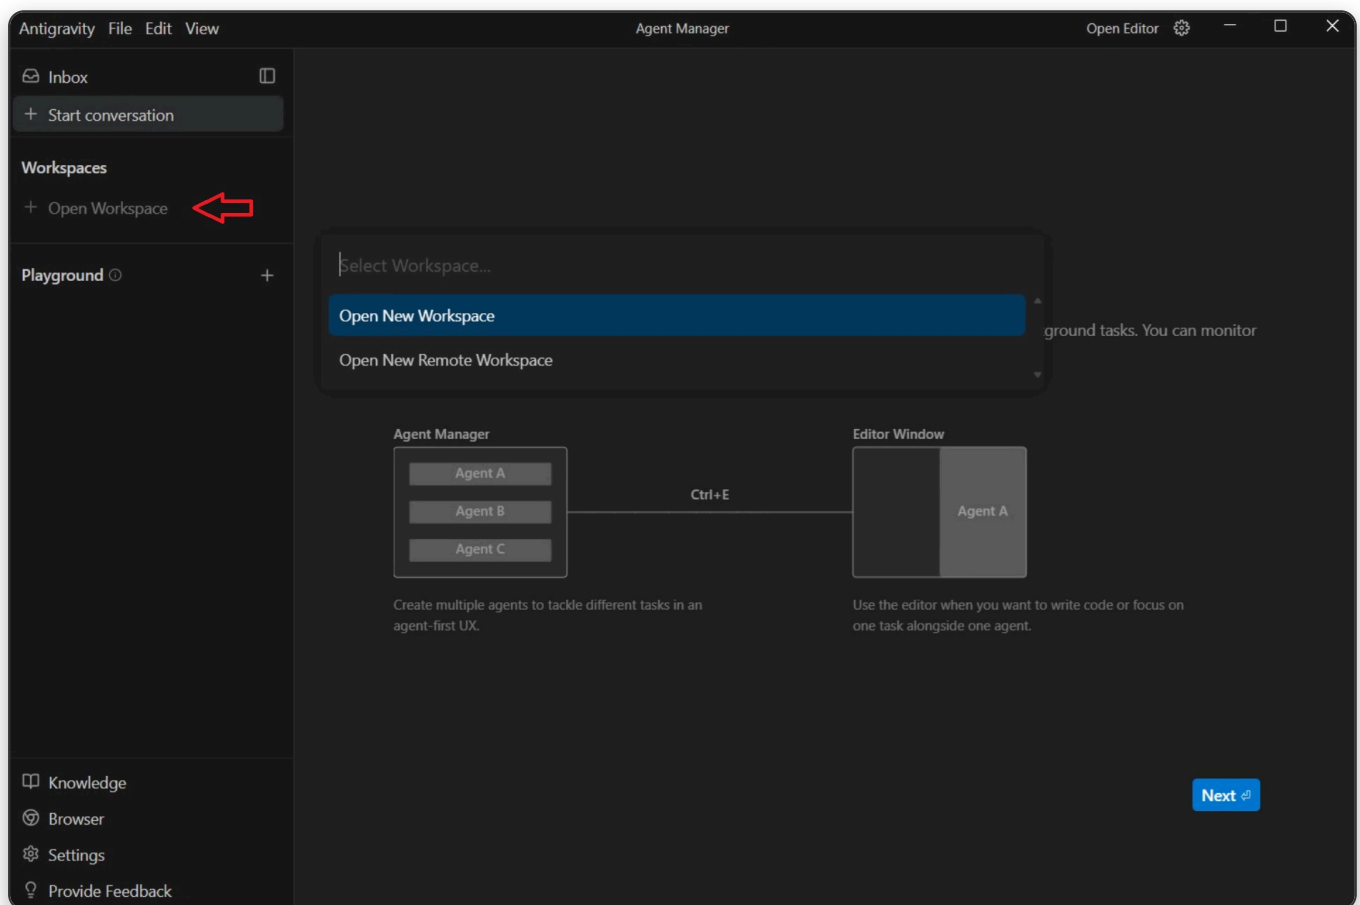 Antigravity File Edit View
Agent Manager
Open Editor
Inbox
Start conversation
Workspaces
Open Workspace
Playground
Select Workspace...
Open New Workspace
Open New Remote Workspace
ground tasks. You can monitor
Agent Manager
Agent A
Agent B
Agent C
Ctrl+E
Editor Window
Agent A
Create multiple agents to tackle different tasks in an
agent-first UX.
Use the editor when you want to write code or focus on
one task alongside one agent.
Next
Knowledge
Browser
Settings
Provide Feedback